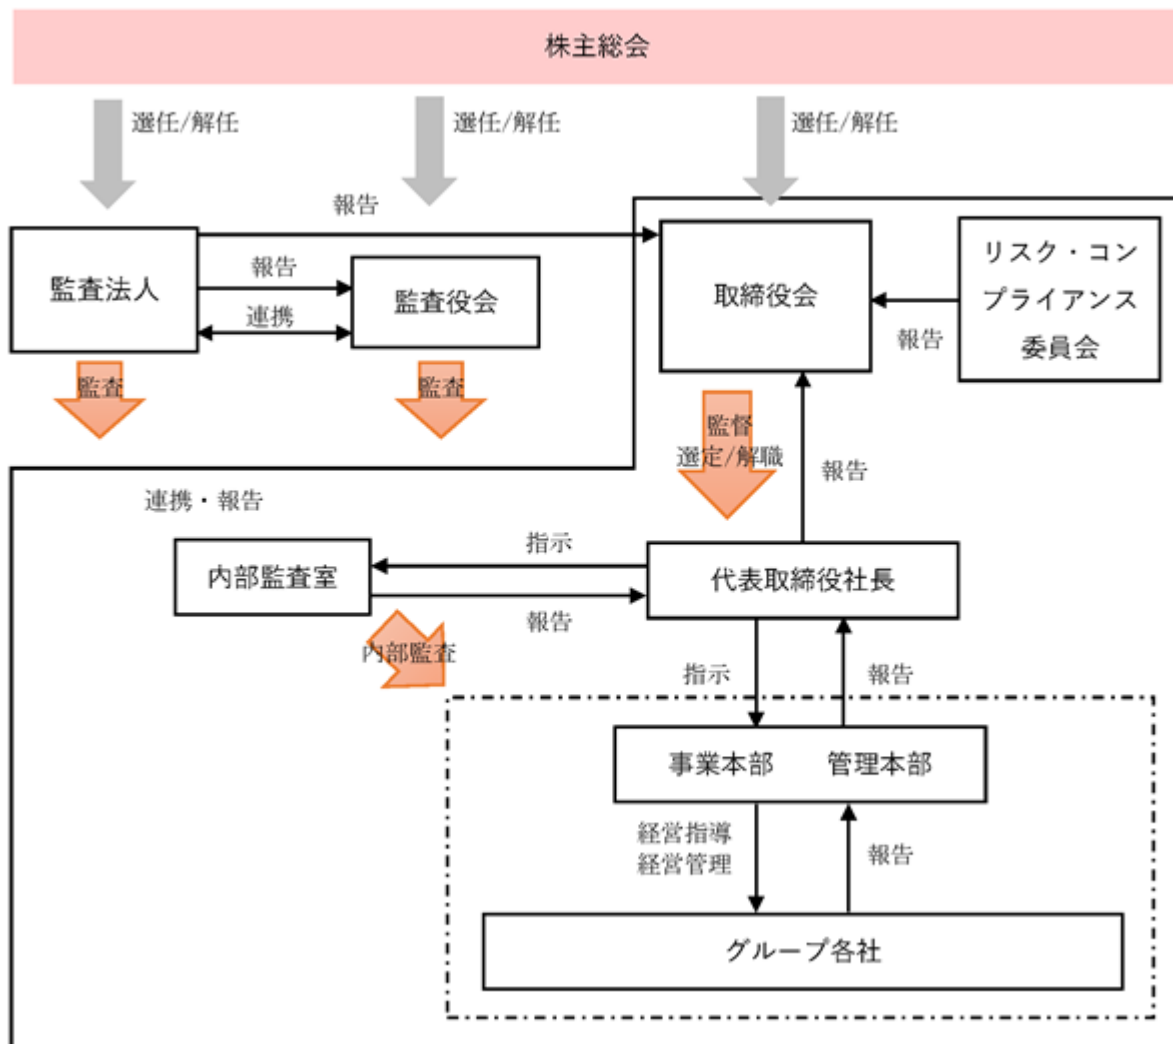 株主総会
選任/解任
選任/解任
選任/解任
報告
監査法人
報告
連携
監査役会
取締役会
報告
リスク・コン
プライアンス
委員会
監査
監査
監督
選定/解職
報告
連携・報告
内部監査室
指示
報告
代表取締役社長
内部監査
指示
報告
事業本部 管理本部
経営指導
経営管理
報告
グループ各社